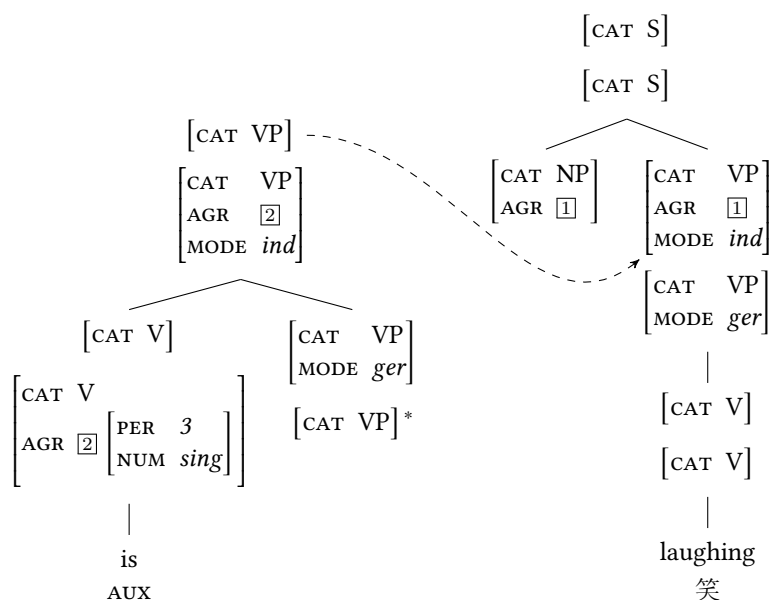 [CAT S]
[CAT S]
[CAT VP]
[CAT VP
AGR 2
MODE ind]
[CAT NP
AGR 1]
[CAT VP
AGR 1
MODE ind]
[CAT VP
MODE ger]
[CAT V]
[CAT VP
MODE ger]
[CAT V
AGR 2 [PER 3
NUM sing]]
[CAT VP]*
[CAT V]
[CAT V]
is
AUX
laughing
笑